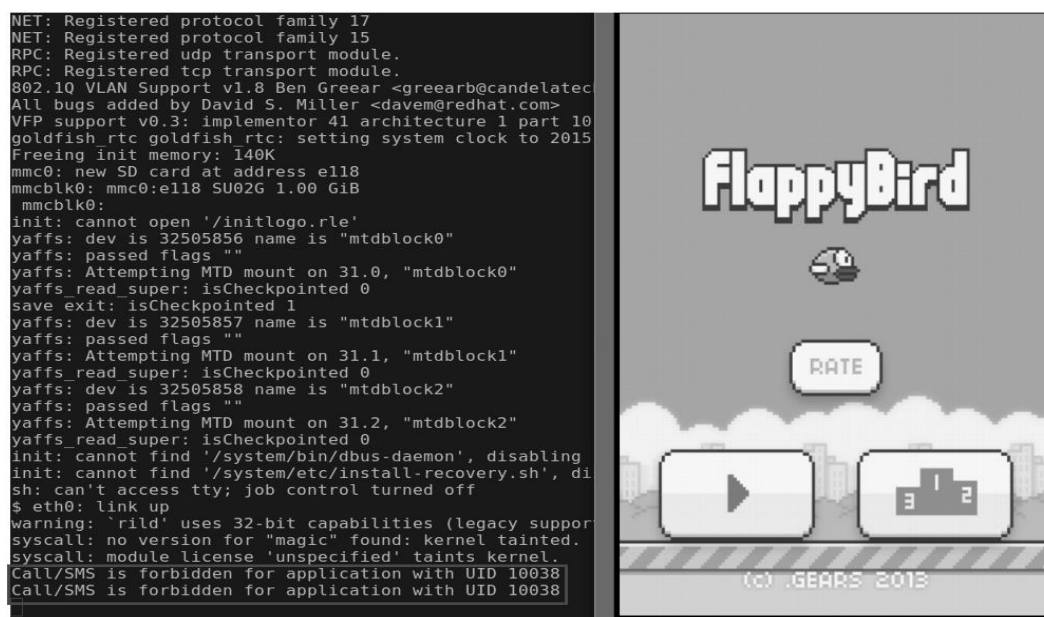 NET: Registered protocol family 17
NET: Registered protocol family 15
RPC: Registered udp transport module.
RPC: Registered tcp transport module.
802.1Q VLAN Support v1.8 Ben Greear <greearb@candelatec
All bugs added by David S. Miller <davem@redhat.com>
VFP support v0.3: implementor 41 architecture 1 part 10
goldfish_rtc goldfish_rtc: setting system clock to 2015
Freeing init memory: 140K
mmc0: new SD card at address e118
mmcblk0: mmc0:e118 SU02G 1.00 GiB
mmcblk0:
init: cannot open '/initlogo.rle'
yaffs: dev is 32505856 name is "mtdblock0"
yaffs: passed flags ""
yaffs: Attempting MTD mount on 31.0, "mtdblock0"
yaffs_read_super: isCheckpointed 0
save exit: isCheckpointed 1
yaffs: dev is 32505857 name is "mtdblock1"
yaffs: passed flags ""
yaffs: Attempting MTD mount on 31.1, "mtdblock1"
yaffs_read_super: isCheckpointed 0
yaffs: dev is 32505858 name is "mtdblock2"
yaffs: passed flags ""
yaffs: Attempting MTD mount on 31.2, "mtdblock2"
yaffs_read_super: isCheckpointed 0
init: cannot find '/system/bin/dbus-daemon', disabling
init: cannot find '/system/etc/install-recovery.sh', di
sh: can't access tty; job control turned off
$ eth0: link up
warning: `rild' uses 32-bit capabilities (legacy suppor
syscall: no version for "magic" found: kernel tainted.
syscall: module license 'unspecified' taints kernel.
Call/SMS is forbidden for application with UID 10038
Call/SMS is forbidden for application with UID 10038
FlappyBird
RATE
3 1 2
(c) .GEARS 2013